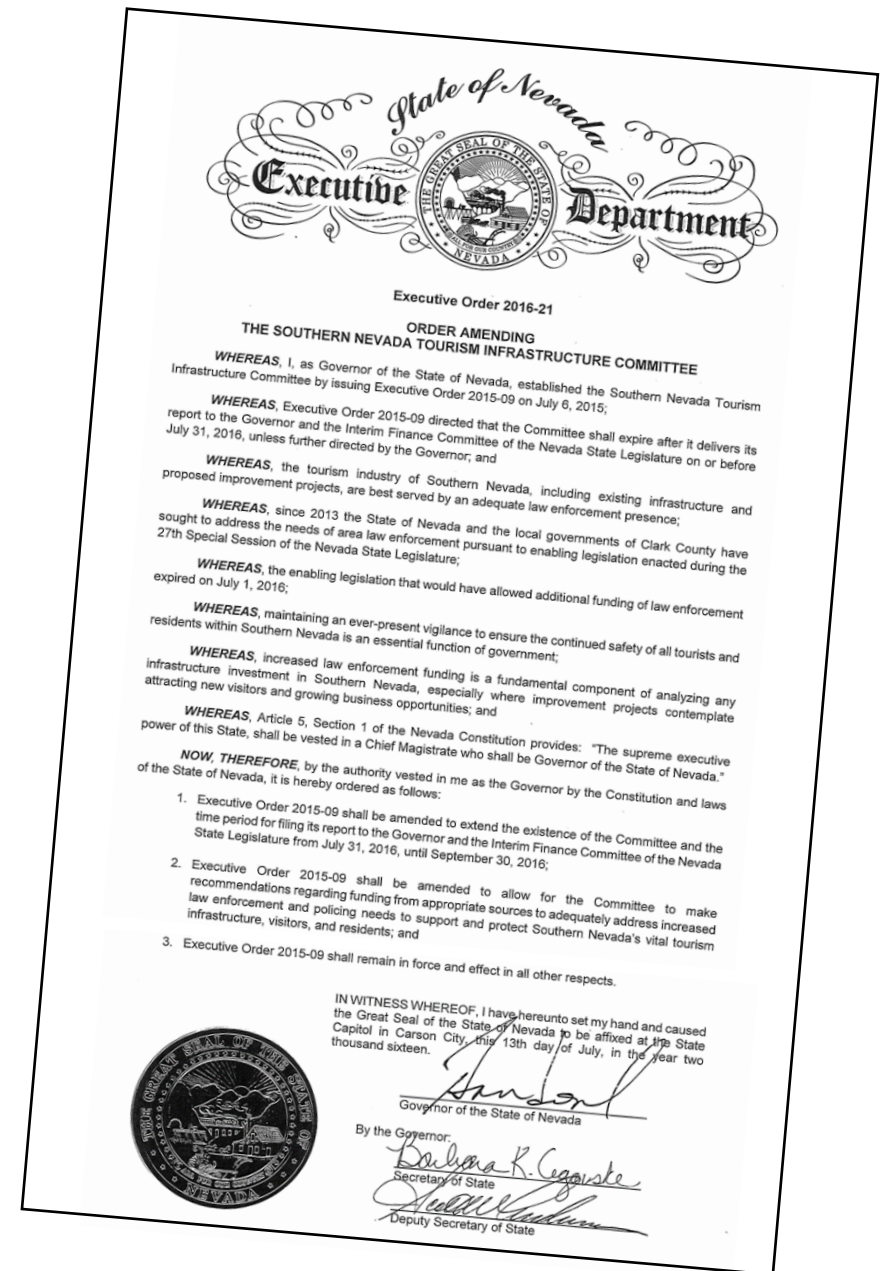 State of Nevada
Executive Department
THE GREAT SEAL OF THE STATE OF NEVADA
ALL FOR OUR COUNTRY
Executive Order 2016-21
ORDER AMENDING
THE SOUTHERN NEVADA TOURISM INFRASTRUCTURE COMMITTEE
WHEREAS, I, as Governor of the State of Nevada, established the Southern Nevada Tourism
Infrastructure Committee by issuing Executive Order 2015-09 on July 6, 2015;
WHEREAS, Executive Order 2015-09 directed that the Committee shall expire after it delivers its
report to the Governor and the Interim Finance Committee of the Nevada State Legislature on or before
July 31, 2016, unless further directed by the Governor; and
WHEREAS, the tourism industry of Southern Nevada, including existing infrastructure and
proposed improvement projects, are best served by an adequate law enforcement presence;
WHEREAS, since 2013 the State of Nevada and the local governments of Clark County have
sought to address the needs of area law enforcement pursuant to enabling legislation enacted during the
27th Special Session of the Nevada State Legislature;
WHEREAS, the enabling legislation that would have allowed additional funding of law enforcement
expired on July 1, 2016;
WHEREAS, maintaining an ever-present vigilance to ensure the continued safety of all tourists and
residents within Southern Nevada is an essential function of government;
WHEREAS, increased law enforcement funding is a fundamental component of analyzing any
infrastructure investment in Southern Nevada, especially where improvement projects contemplate
attracting new visitors and growing business opportunities; and
WHEREAS, Article 5, Section 1 of the Nevada Constitution provides: "The supreme executive
power of this State, shall be vested in a Chief Magistrate who shall be Governor of the State of Nevada."
NOW, THEREFORE, by the authority vested in me as the Governor by the Constitution and laws
of the State of Nevada, it is hereby ordered as follows:
1. Executive Order 2015-09 shall be amended to extend the existence of the Committee and the
time period for filing its report to the Governor and the Interim Finance Committee of the Nevada
State Legislature from July 31, 2016, until September 30, 2016;
2. Executive Order 2015-09 shall be amended to allow for the Committee to make
recommendations regarding funding from appropriate sources to adequately address increased
law enforcement and policing needs to support and protect Southern Nevada's vital tourism
infrastructure, visitors, and residents; and
3. Executive Order 2015-09 shall remain in force and effect in all other respects.
IN WITNESS WHEREOF, I have hereunto set my hand and caused
the Great Seal of the State of Nevada to be affixed at the State
Capitol in Carson City, this 13th day of July, in the year two
thousand sixteen.
Governor of the State of Nevada
By the Governor:
Barbara K. Cegavske
Secretary of State
Deputy Secretary of State
THE GREAT SEAL OF THE STATE OF NEVADA